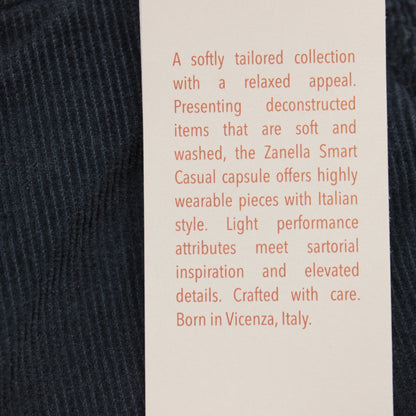 A softly tailored collection
with a relaxed appeal.
Presenting deconstructed
items that are soft and
washed, the Zanella Smart
Casual capsule offers highly
wearable pieces with Italian
style. Light performance
attributes meet sartorial
inspiration and elevated
details. Crafted with care.
Born in Vicenza, Italy.